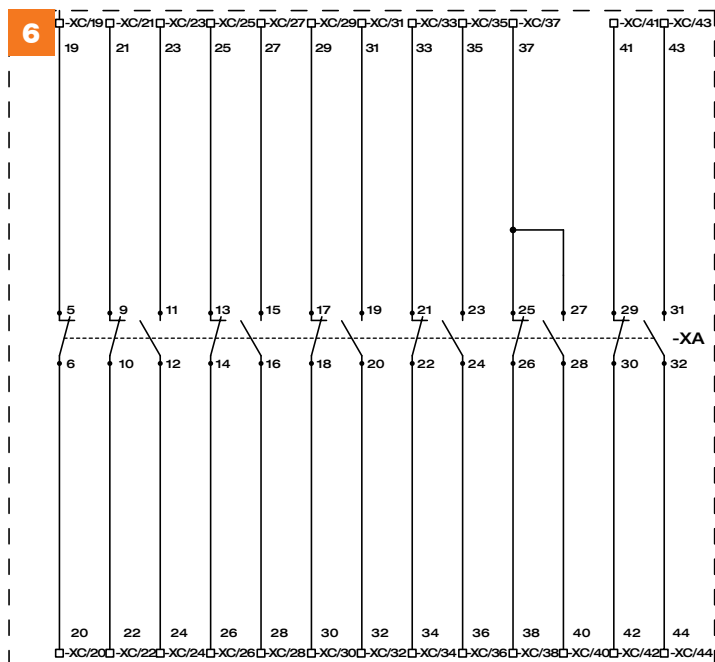 6
-XC/19 -XC/21 -XC/23 -XC/25 -XC/27 -XC/29 -XC/31 -XC/33 -XC/35 -XC/37 -XC/41 -XC/43
19 21 23 25 27 29 31 33 35 37 41 43
5 9 11 13 15 17 19 21 23 25 27 29 31
-XA
6 10 12 14 16 18 20 22 24 26 28 30 32
20 22 24 26 28 30 32 34 36 38 40 42 44
-XC/20 -XC/22 -XC/24 -XC/26 -XC/28 -XC/30 -XC/32 -XC/34 -XC/36 -XC/38 -XC/40 -XC/42 -XC/44